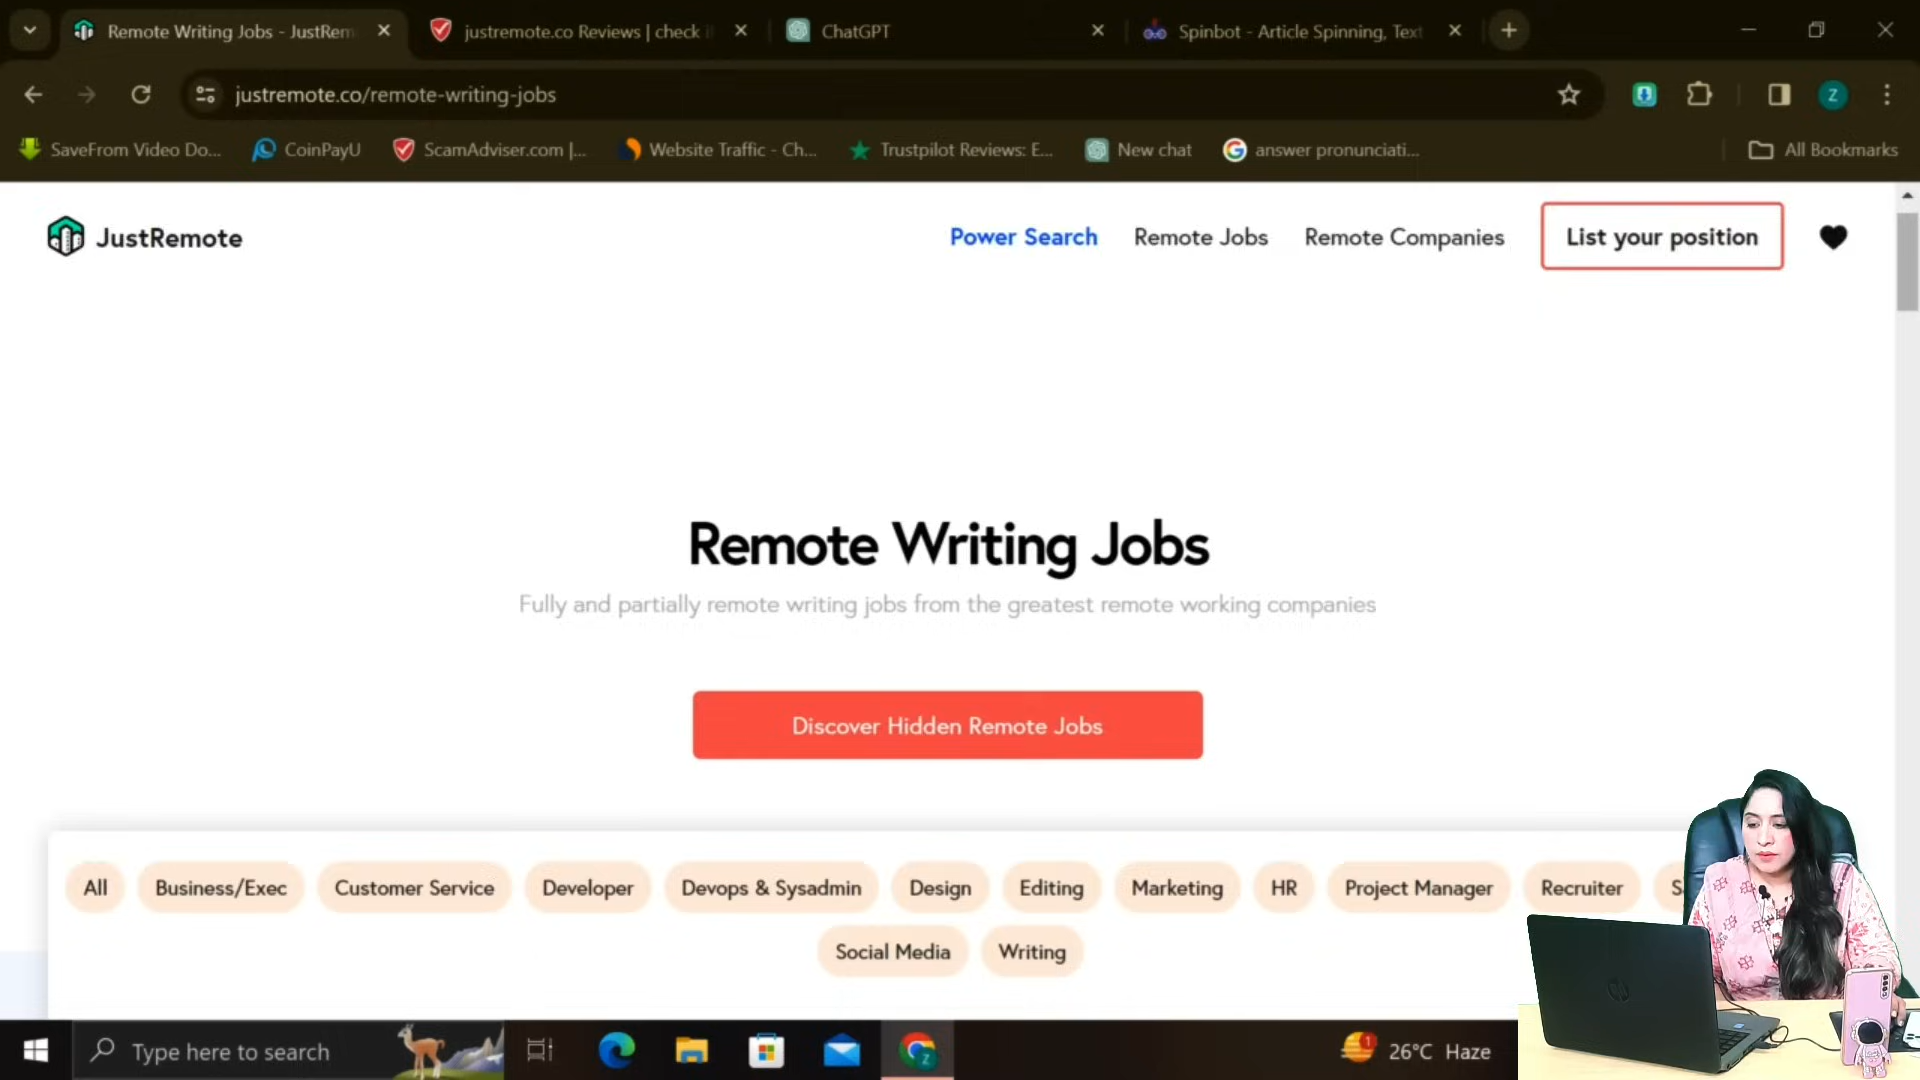 Remote Writing Jobs - JustRem
justremote.co Reviews | check i
ChatGPT
Spinbot - Article Spinning, Text
justremote.co/remote-writing-jobs
SaveFrom Video Do...
CoinPayU
ScamAdviser.com |...
Website Traffic - Ch...
Trustpilot Reviews: E...
New chat
answer pronunciati...
All Bookmarks
JustRemote
Power Search
Remote Jobs
Remote Companies
List your position
Remote Writing Jobs
Fully and partially remote writing jobs from the greatest remote working companies
Discover Hidden Remote Jobs
All
Business/Exec
Customer Service
Developer
Devops & Sysadmin
Design
Editing
Marketing
HR
Project Manager
Recruiter
Social Media
Writing
Type here to search
26°C Haze